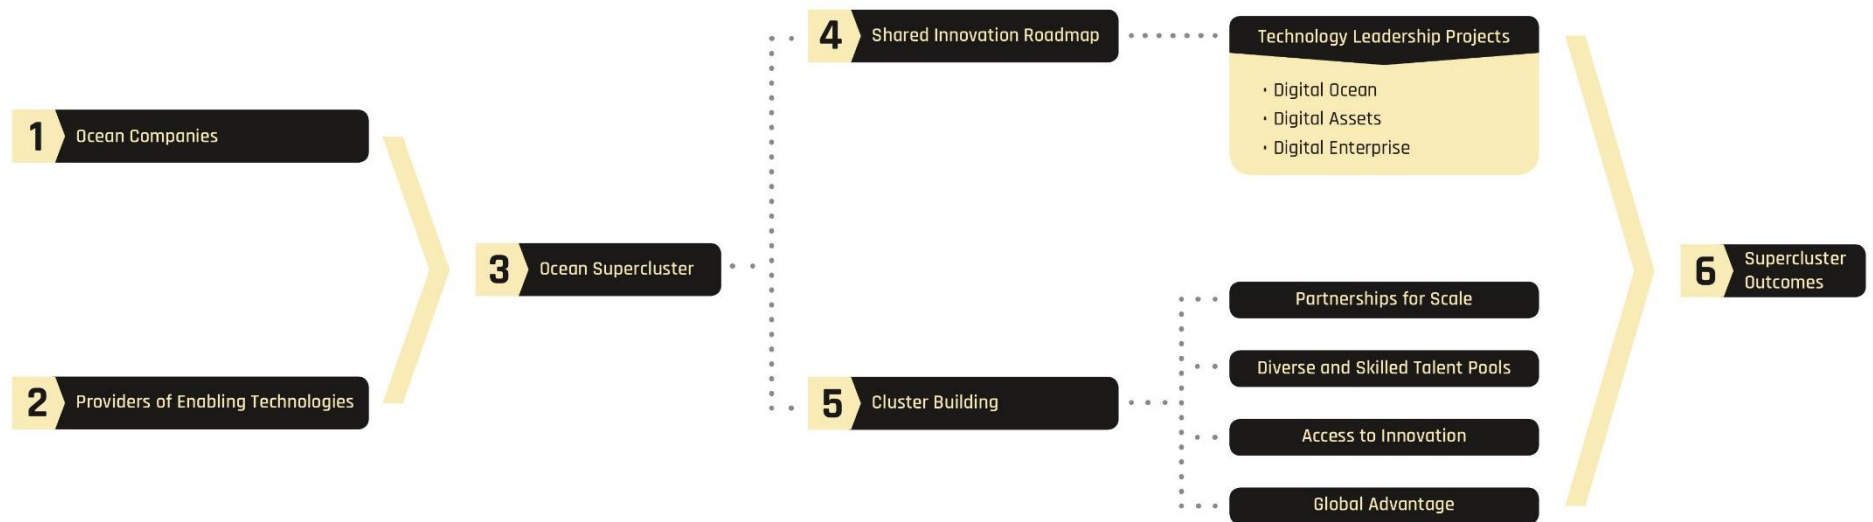 1 Ocean Companies
2 Providers of Enabling Technologies
3 Ocean Supercluster
4 Shared Innovation Roadmap
Technology Leadership Projects
· Digital Ocean
· Digital Assets
· Digital Enterprise
5 Cluster Building
Partnerships for Scale
Diverse and Skilled Talent Pools
Access to Innovation
Global Advantage
6 Supercluster
Outcomes